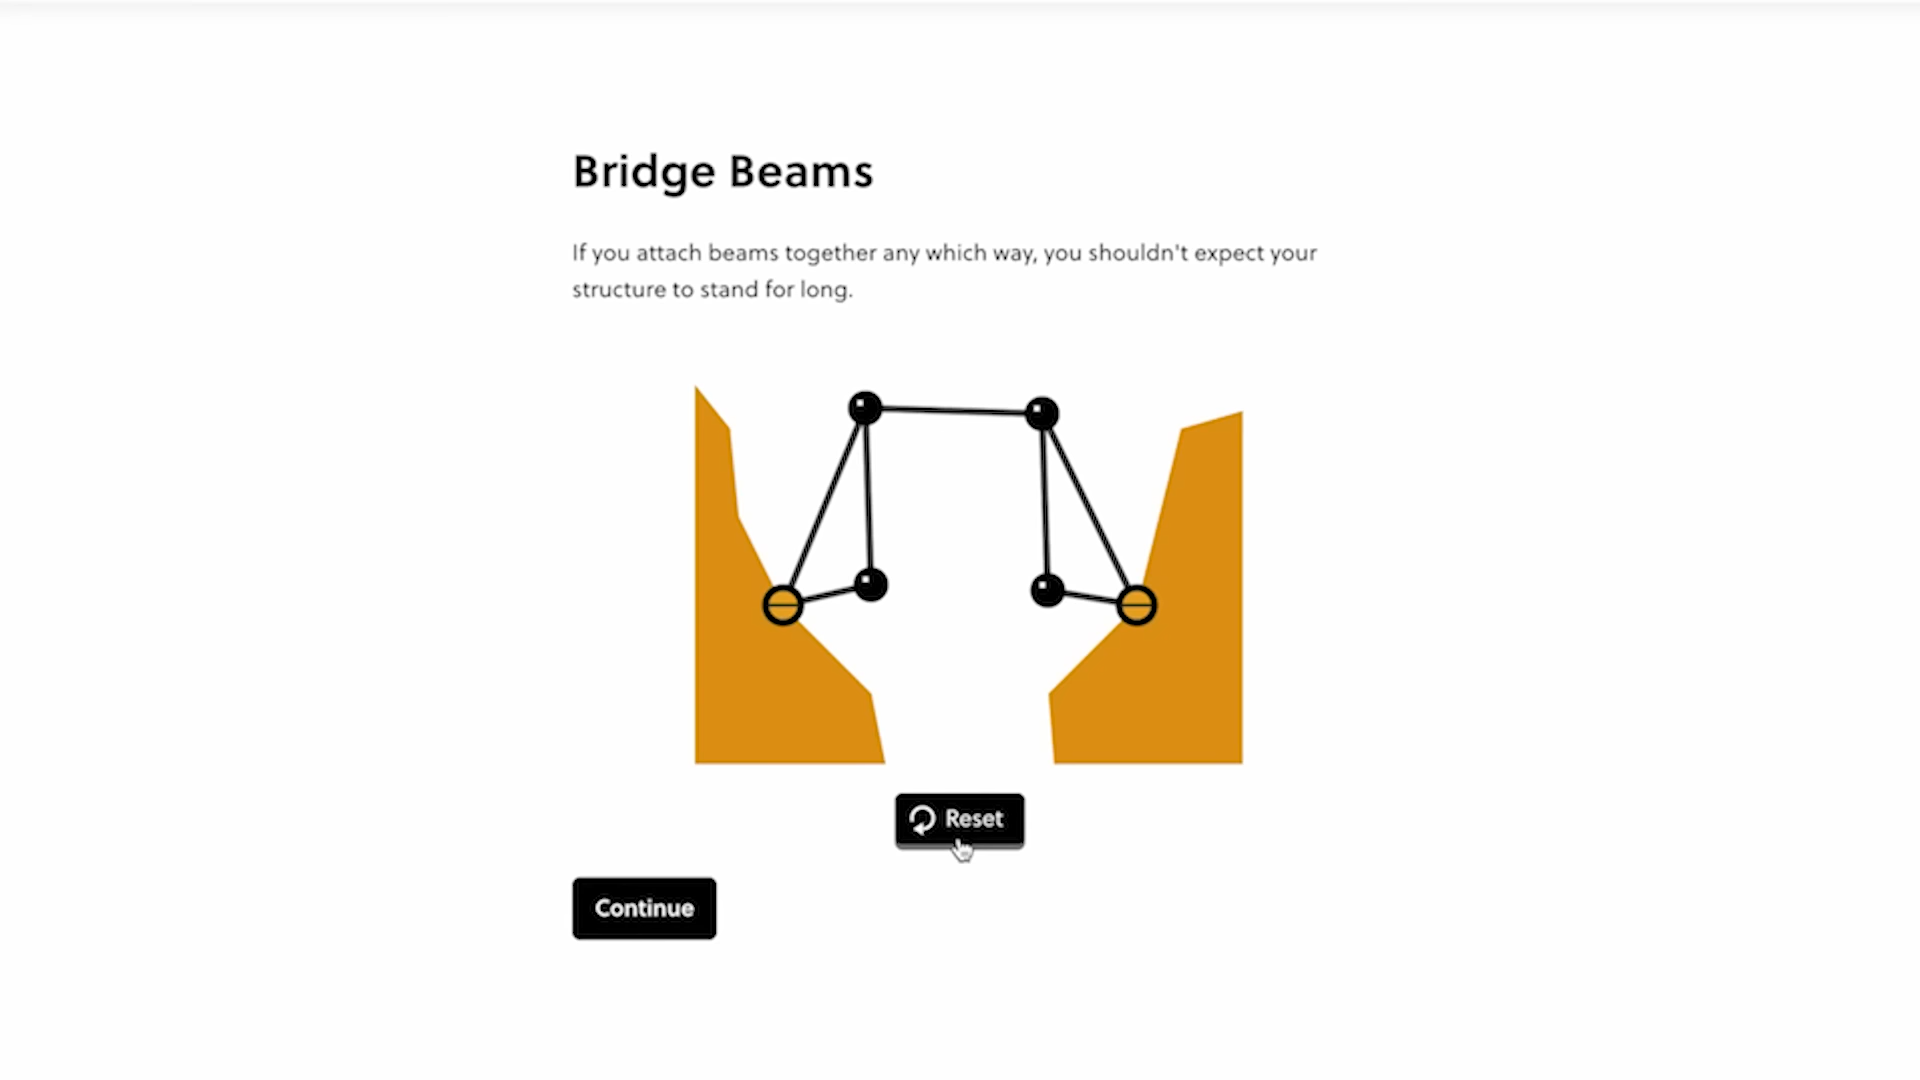 Bridge Beams
If you attach beams together any which way, you shouldn't expect your
structure to stand for long.
Reset
Continue